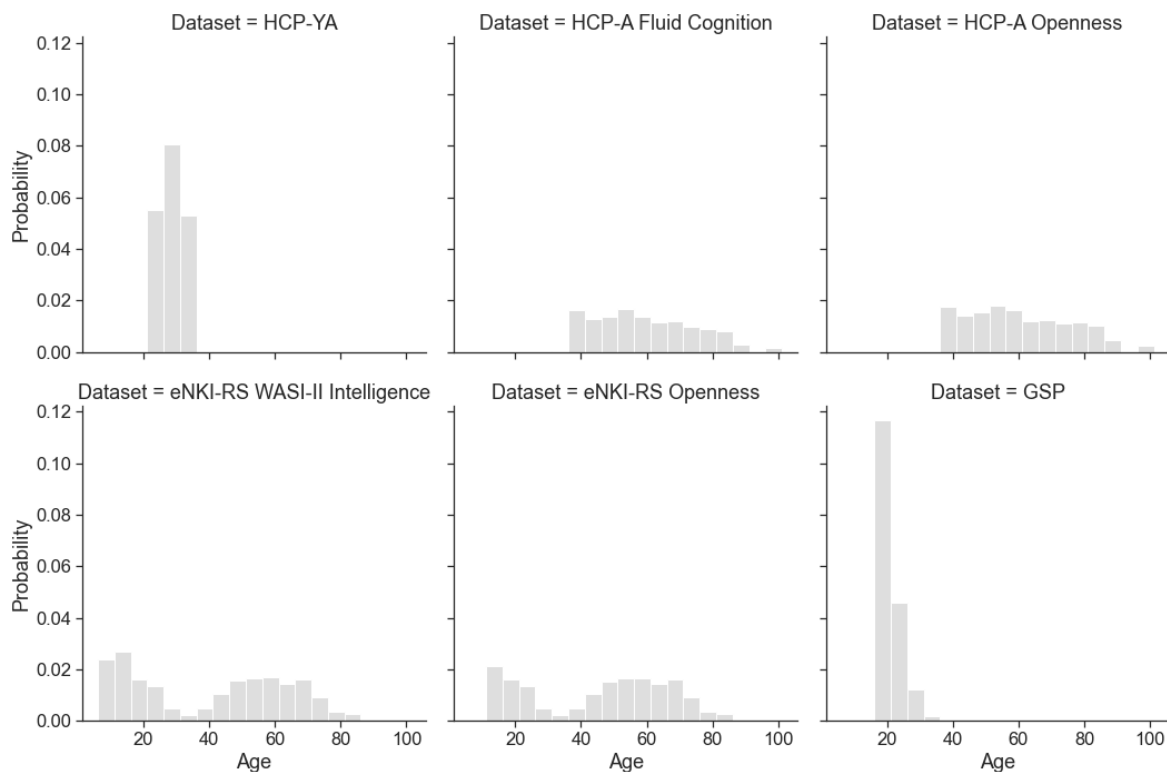 Dataset = HCP-YA
Dataset = HCP-A Fluid Cognition
Dataset = HCP-A Openness
0.12
0.10
0.08
0.06
0.04
0.02
0.00
Probability
Dataset = eNKI-RS WASI-II Intelligence
Dataset = eNKI-RS Openness
Dataset = GSP
0.12
0.10
0.08
0.06
0.04
0.02
0.00
Probability
20 40 60 80 100
20 40 60 80 100
20 40 60 80 100
Age
Age
Age